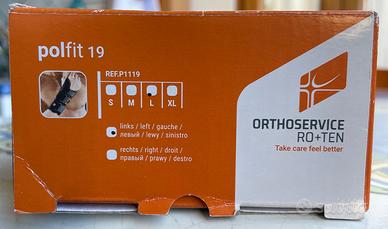 polfit 19
REF.P1119
S M L XL
links / left / gauche /
левый / lewy / sinistro
rechts / right / droit /
правый / prawy / destro
ORTHOSERVICE
RO+TEN
Take care feel better